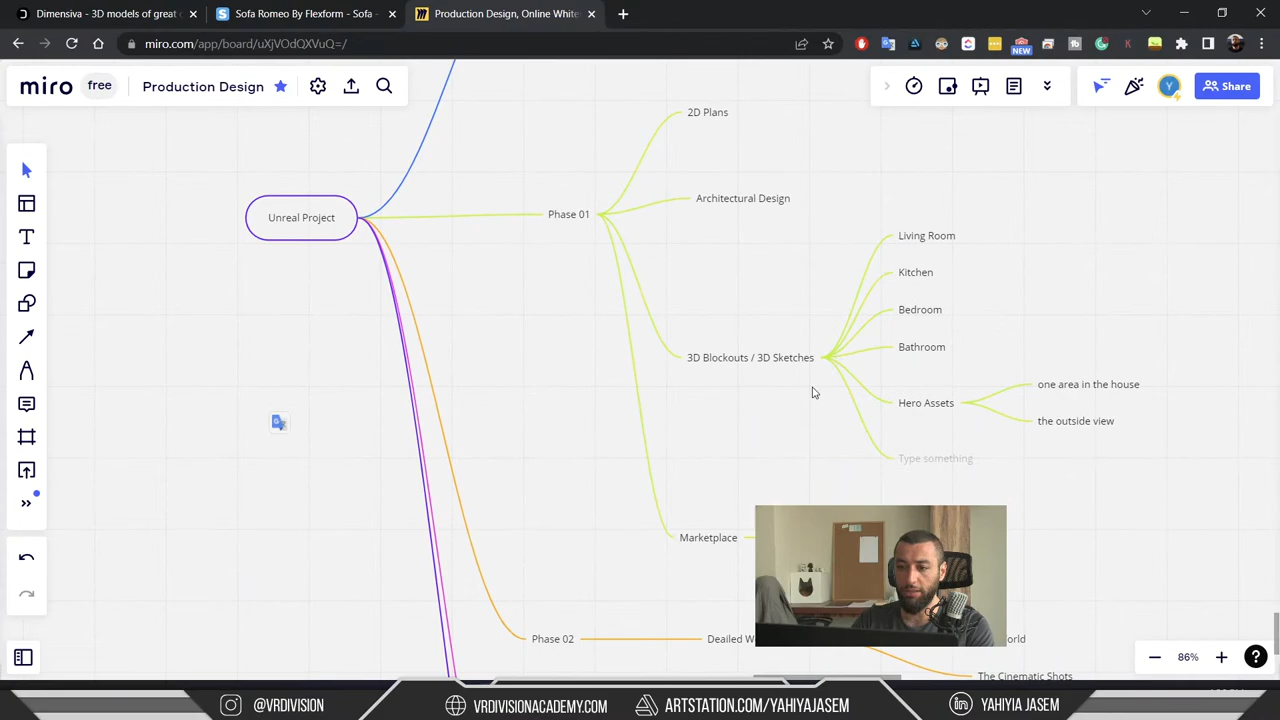 Dimensiva - 3D models of great d
Sofa Romeo By Flexform - Sofa -
Production Design, Online White
miro.com/app/board/uXjVOdQXVuQ=/
NEW
miro
free
Production Design
Y
Share
2D Plans
Architectural Design
Unreal Project
Phase 01
Living Room
Kitchen
Bedroom
Bathroom
3D Blockouts / 3D Sketches
one area in the house
Hero Assets
the outside view
Type something
Marketplace
Phase 02
Deailed W
orld
The Cinematic Shots
86%
@VRDIVISION
VRDIVISIONACADEMY.COM
ARTSTATION.COM/YAHIYAJASEM
YAHIYIA JASEM